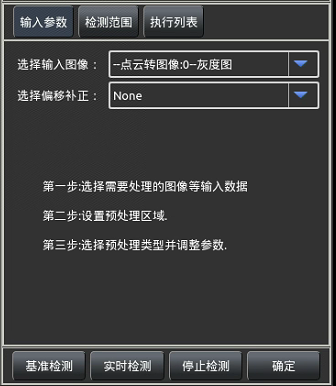 输入参数 检测范围 执行列表
选择输入图像： --点云转图像:0--灰度图
选择偏移补正： None
第一步:选择需要处理的图像等输入数据
第二步:设置预处理区域.
第三步:选择预处理类型并调整参数.
基准检测 实时检测 停止检测 确定